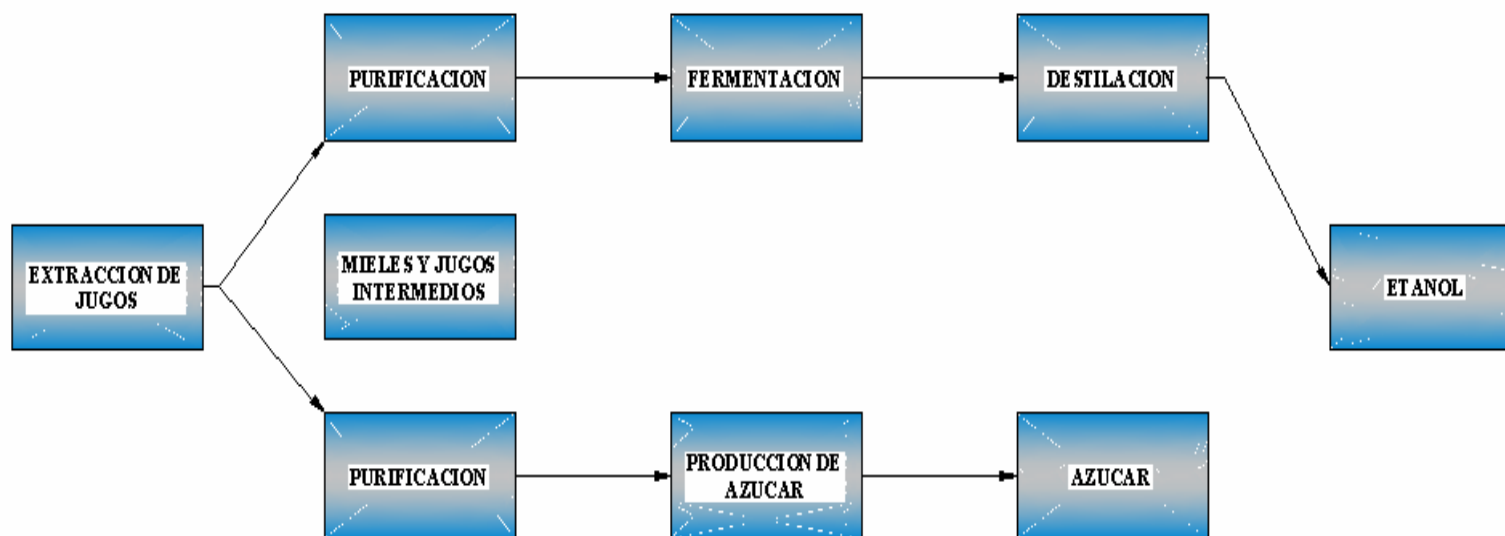 PURIFICACION
FERMENTACION
DESTILACION
EXTRACCION DE
JUGOS
MIELES Y JUGOS
INTERMEDIOS
ETANOL
PURIFICACION
PRODUCCION DE
AZUCAR
AZUCAR